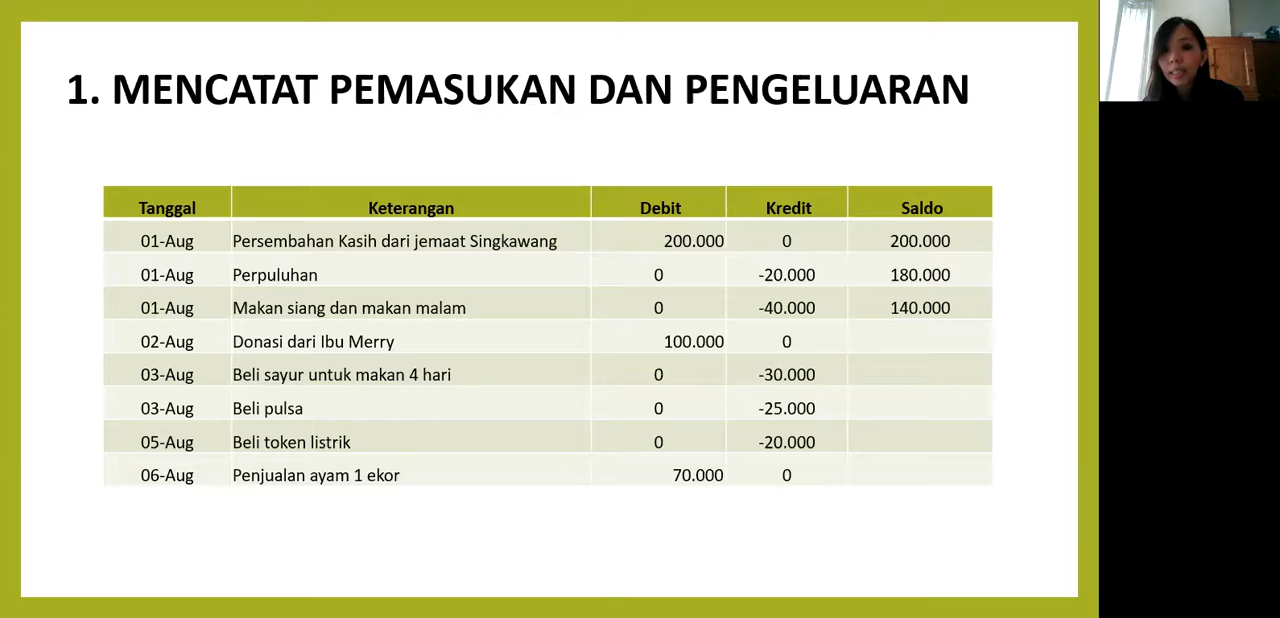 1. MENCATAT PEMASUKAN DAN PENGELUARAN
Tanggal Keterangan Debit Kredit Saldo
01-Aug Persembahan Kasih dari jemaat Singkawang 200.000 0 200.000
01-Aug Perpuluhan 0 -20.000 180.000
01-Aug Makan siang dan makan malam 0 -40.000 140.000
02-Aug Donasi dari Ibu Merry 100.000 0
03-Aug Beli sayur untuk makan 4 hari 0 -30.000
03-Aug Beli pulsa 0 -25.000
05-Aug Beli token listrik 0 -20.000
06-Aug Penjualan ayam 1 ekor 70.000 0